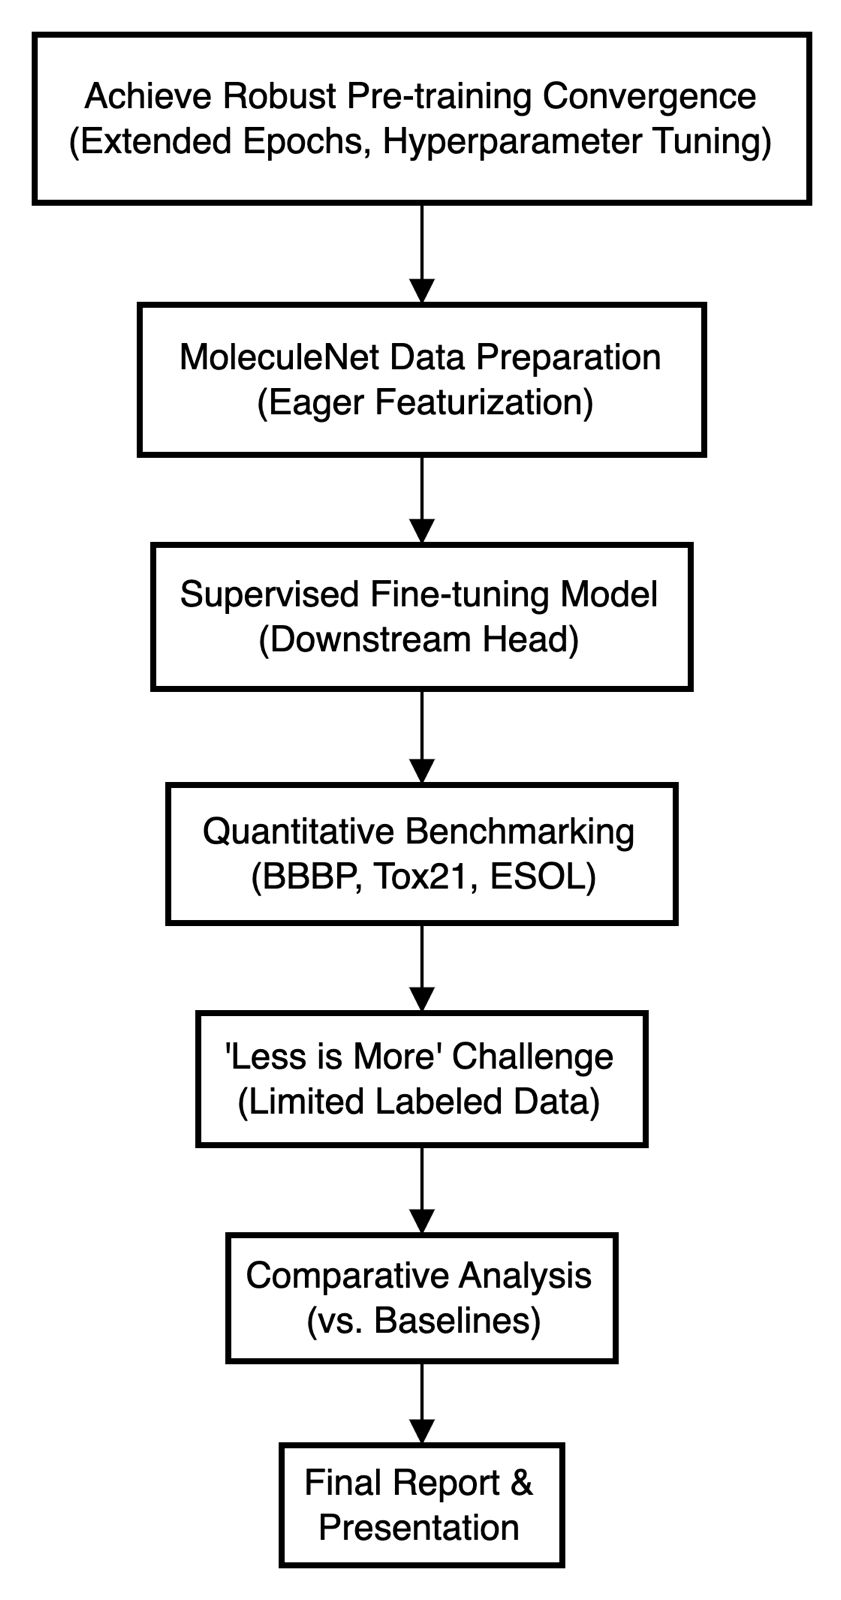 Achieve Robust Pre-training Convergence
(Extended Epochs, Hyperparameter Tuning)
MoleculeNet Data Preparation
(Eager Featurization)
Supervised Fine-tuning Model
(Downstream Head)
Quantitative Benchmarking
(BBBP, Tox21, ESOL)
'Less is More' Challenge
(Limited Labeled Data)
Comparative Analysis
(vs. Baselines)
Final Report &
Presentation